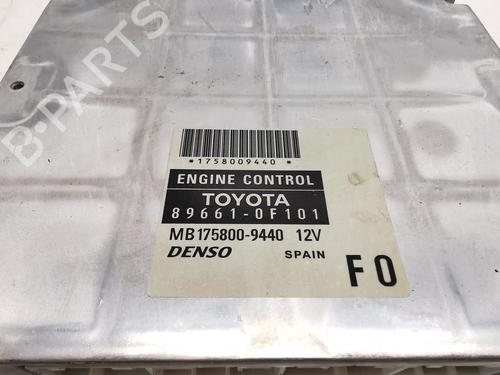 B-PARTS
*1758009440*
ENGINE CONTROL
TOYOTA
89661-0F101
MB175800-9440 12V
DENSO SPAIN
F0